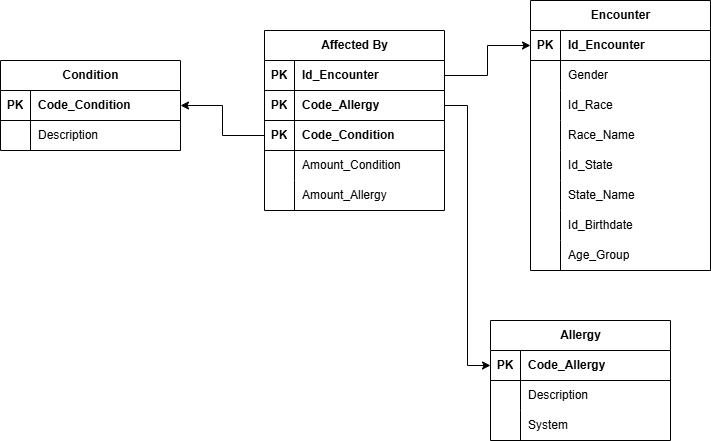 Condition
PK Code_Condition
Description
Affected By
PK Id_Encounter
PK Code_Allergy
PK Code_Condition
Amount_Condition
Amount_Allergy
Encounter
PK Id_Encounter
Gender
Id_Race
Race_Name
Id_State
State_Name
Id_Birthdate
Age_Group
Allergy
PK Code_Allergy
Description
System